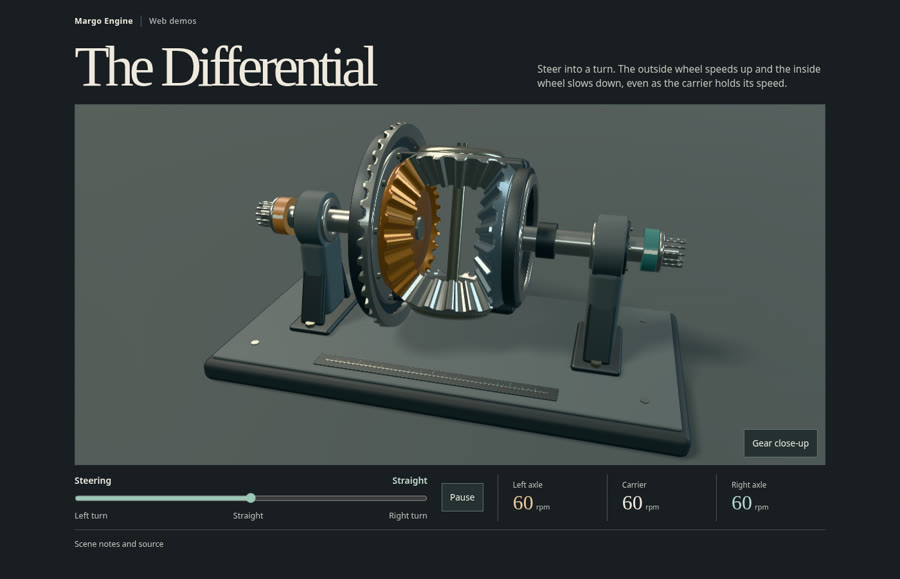 Margo Engine
Web demos
The Differential
Steer into a turn. The outside wheel speeds up and the inside
wheel slows down, even as the carrier holds its speed.
Gear close-up
Steering
Straight
Left turn
Straight
Right turn
Pause
Left axle
60 rpm
Carrier
60 rpm
Right axle
60 rpm
Scene notes and source